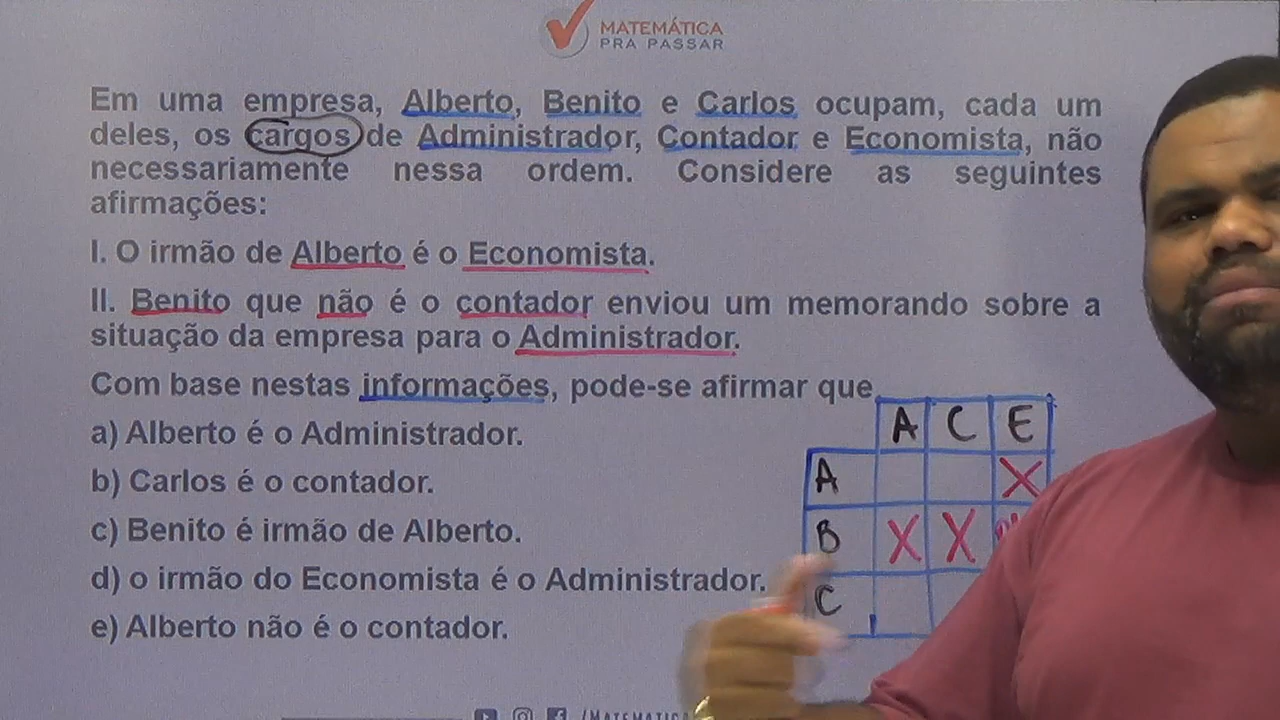 MATEMÁTICA
PRA PASSAR
Em uma empresa, Alberto, Benito e Carlos ocupam, cada um
deles, os cargos de Administrador, Contador e Economista, não
necessariamente nessa ordem. Considere as seguintes
afirmações:
I. O irmão de Alberto é o Economista.
II. Benito que não é o contador enviou um memorando sobre a
situação da empresa para o Administrador.
Com base nestas informações, pode-se afirmar que
a) Alberto é o Administrador.
b) Carlos é o contador.
c) Benito é irmão de Alberto.
d) o irmão do Economista é o Administrador.
e) Alberto não é o contador.
A C E
A X
B X X
C